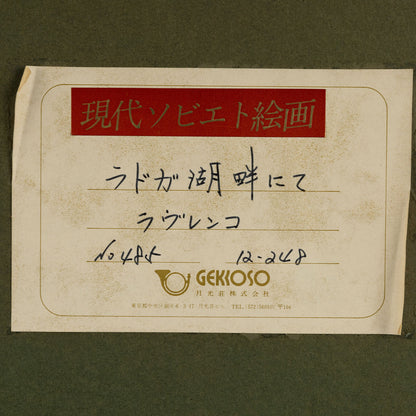 現代ソビエト絵画
ラドガ湖畔にて
ラヴレンコ
No 485 12-248
GEKKOSO
月光荘株式会社